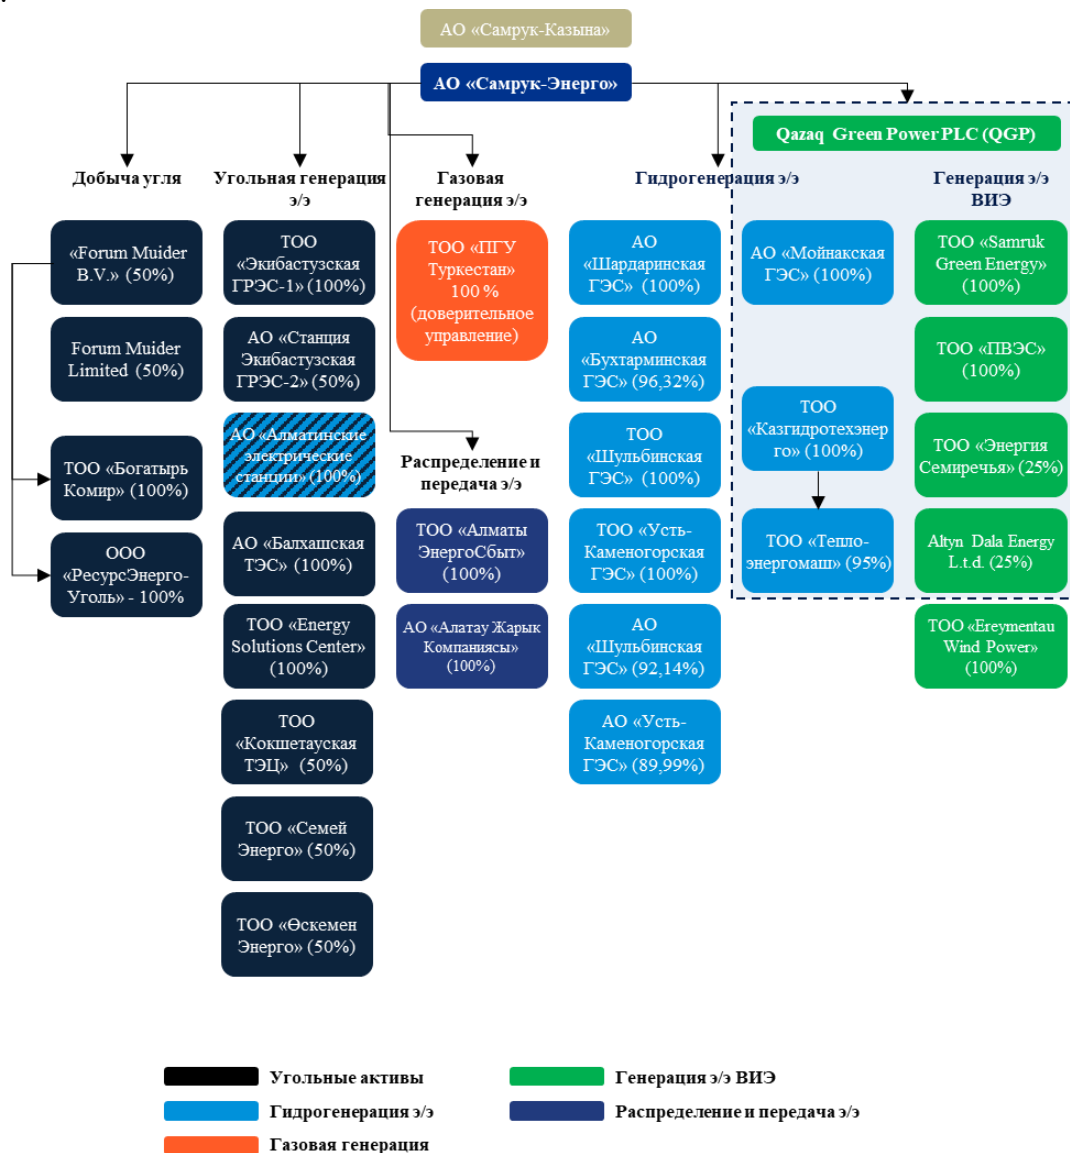 АО «Самрук-Казына»
АО «Самрук-Энерго»
Qazaq Green Power PLC (QGP)
Добыча угля
Угольная генерация
э/э
Газовая
генерация э/э
Гидрогенерация э/э
Генерация э/э
ВИЭ
«Forum Muider
B.V.» (50%)
Forum Muider
Limited (50%)
ТОО «Богатырь
Комир» (100%)
ООО
«РесурсЭнерго-
Уголь» - 100%
ТОО
«Экибастузская
ГРЭС-1» (100%)
АО «Станция
Экибастузская
ГРЭС-2» (50%)
АО «Алматинские
электрические
станции» (100%)
АО «Балхашская
ТЭС» (100%)
ТОО «Energy
Solutions Center»
(100%)
ТОО
«Кокшетауская
ТЭЦ» (50%)
ТОО «Семей
Энерго» (50%)
ТОО «Өскемен
Энерго» (50%)
ТОО «ПГУ
Туркестан»
100 %
(доверительное
управление)
Распределение и
передача э/э
ТОО «Алматы
ЭнергоСбыт»
(100%)
АО «Алатау Жарык
Компаниясы»
(100%)
АО
«Шардаринская
ГЭС» (100%)
АО
«Бухтарминская
ГЭС» (96,32%)
ТОО
«Шульбинская
ГЭС» (100%)
ТОО «Усть-
Каменогорская
ГЭС» (100%)
АО
«Шульбинская
ГЭС» (92,14%)
АО «Усть-
Каменогорская
ГЭС» (89,99%)
АО «Мойнакская
ГЭС» (100%)
ТОО
«Казгидротехэнер
го» (100%)
ТОО «Тепло-
энергомаш» (95%)
ТОО «Samruk
Green Energy»
(100%)
ТОО «ПВЭС»
(100%)
ТОО «Энергия
Семиречья» (25%)
Altyn Dala Energy
L.t.d. (25%)
ТОО «Ereymentau
Wind Power»
(100%)
Угольные активы
Гидрогенерация э/э
Газовая генерация
Генерация э/э ВИЭ
Распределение и передача э/э